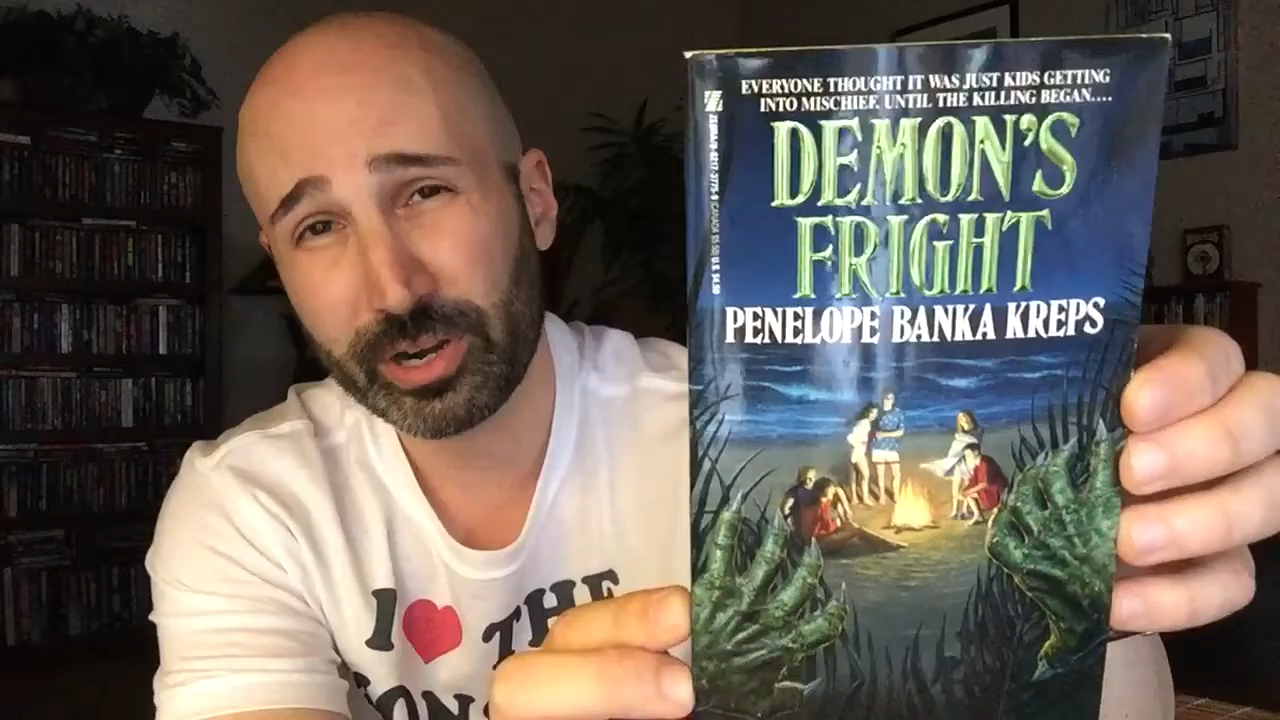 EVERYONE THOUGHT IT WAS JUST KIDS GETTING
INTO MISCHIEF. UNTIL THE KILLING BEGAN....
DEMON'S
FRIGHT
PENELOPE BANKA KREPS
I ❤ THE